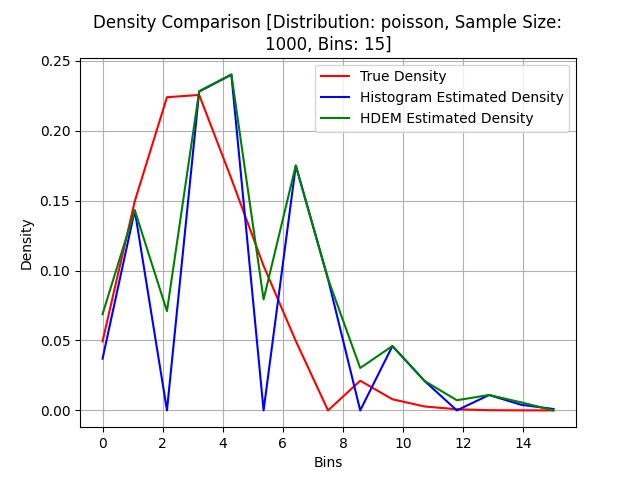 Density Comparison [Distribution: poisson, Sample Size:
1000, Bins: 15]
True Density
Histogram Estimated Density
HDEM Estimated Density
Density
0.25
0.20
0.15
0.10
0.05
0.00
0 2 4 6 8 10 12 14
Bins